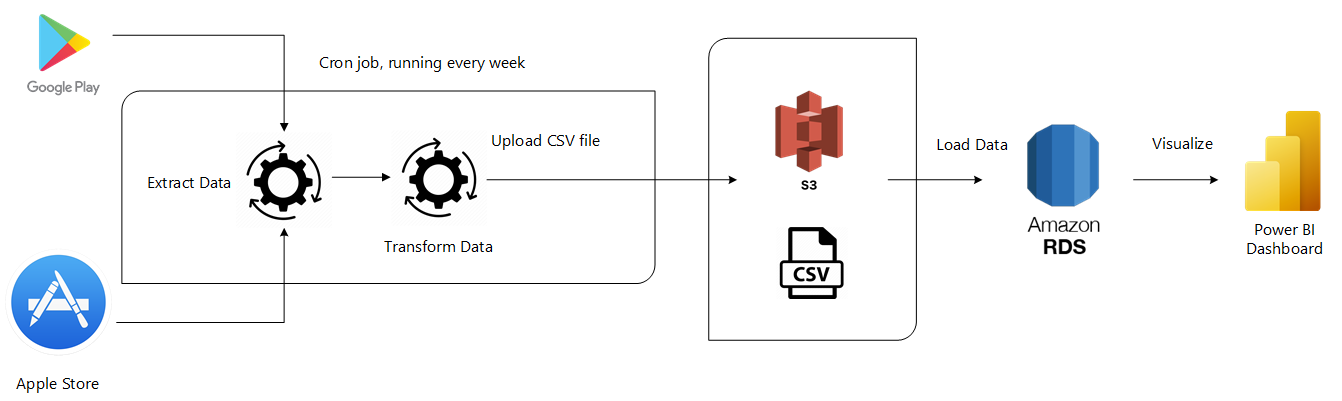 Google Play
Cron job, running every week
Extract Data
Transform Data
Upload CSV file
Apple Store
S3
CSV
Load Data
Amazon
RDS
Visualize
Power BI
Dashboard